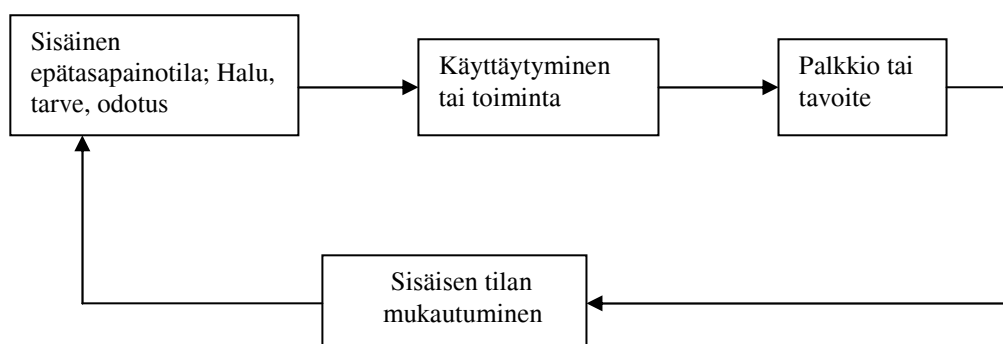 Sisäinen
epätasapainotila; Halu,
tarve, odotus
Käyttäytyminen
tai toiminta
Palkkio tai
tavoite
Sisäisen tilan
mukautuminen